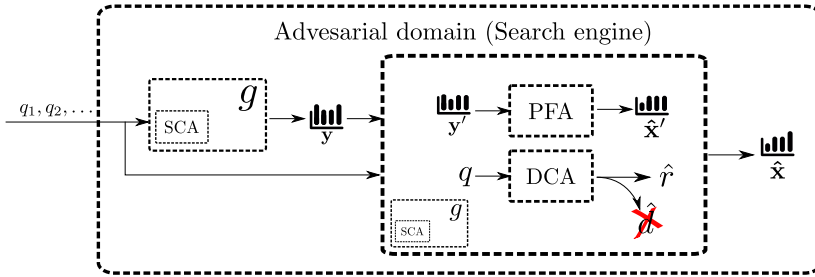 Advesarial domain (Search engine)
q₁, q₂, ...
g
SCA
y
y′
PFA
x̂′
q
DCA
r̂
d̂
g
SCA
x̂